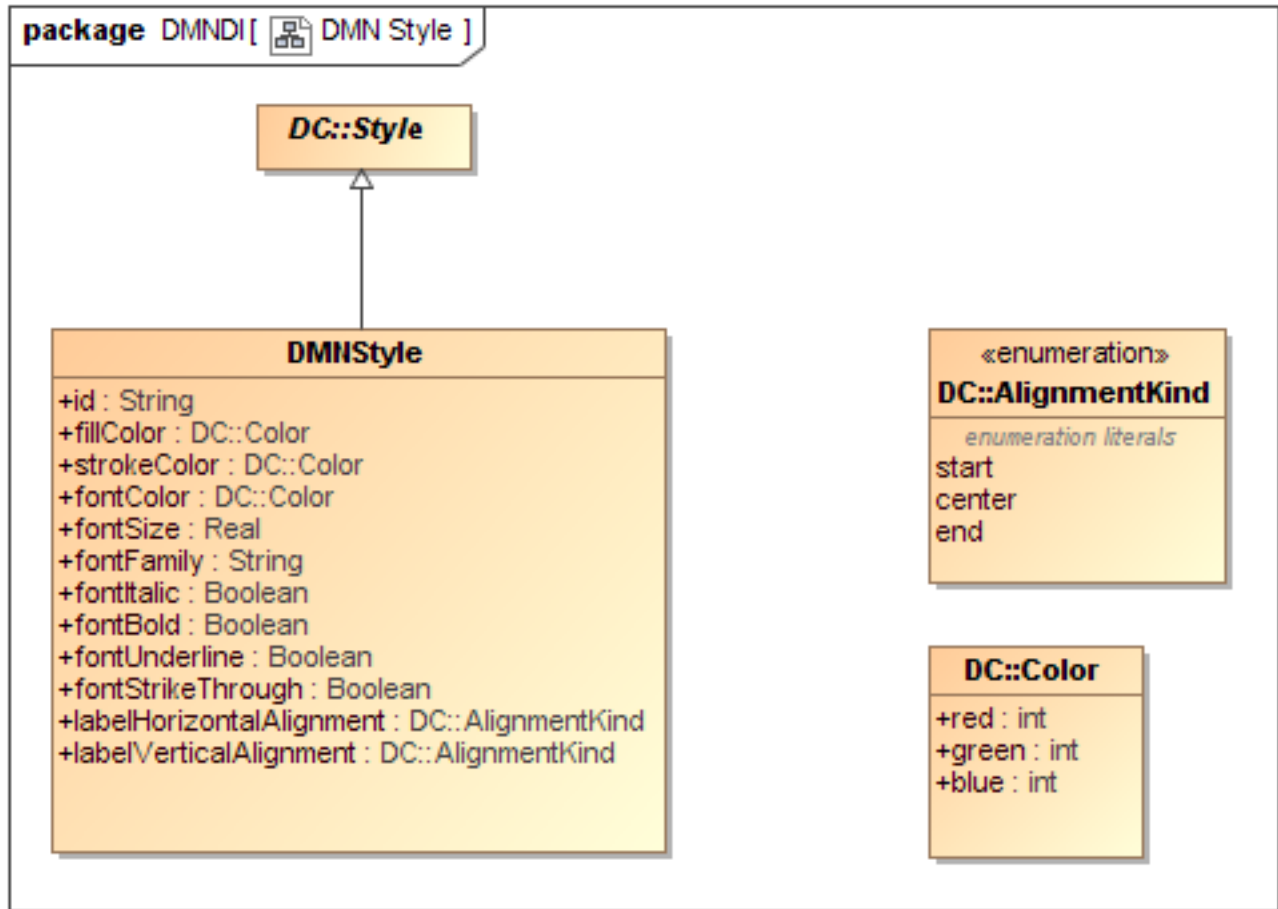 package DMNDI[ DMN Style ]
DC::Style
DMNStyle
+id : String
+fillColor : DC::Color
+strokeColor : DC::Color
+fontColor : DC::Color
+fontSize : Real
+fontFamily : String
+fontItalic : Boolean
+fontBold : Boolean
+fontUnderline : Boolean
+fontStrikeThrough : Boolean
+labelHorizontalAlignment : DC::AlignmentKind
+labelVerticalAlignment : DC::AlignmentKind
«enumeration»
DC::AlignmentKind
enumeration literals
start
center
end
DC::Color
+red : int
+green : int
+blue : int